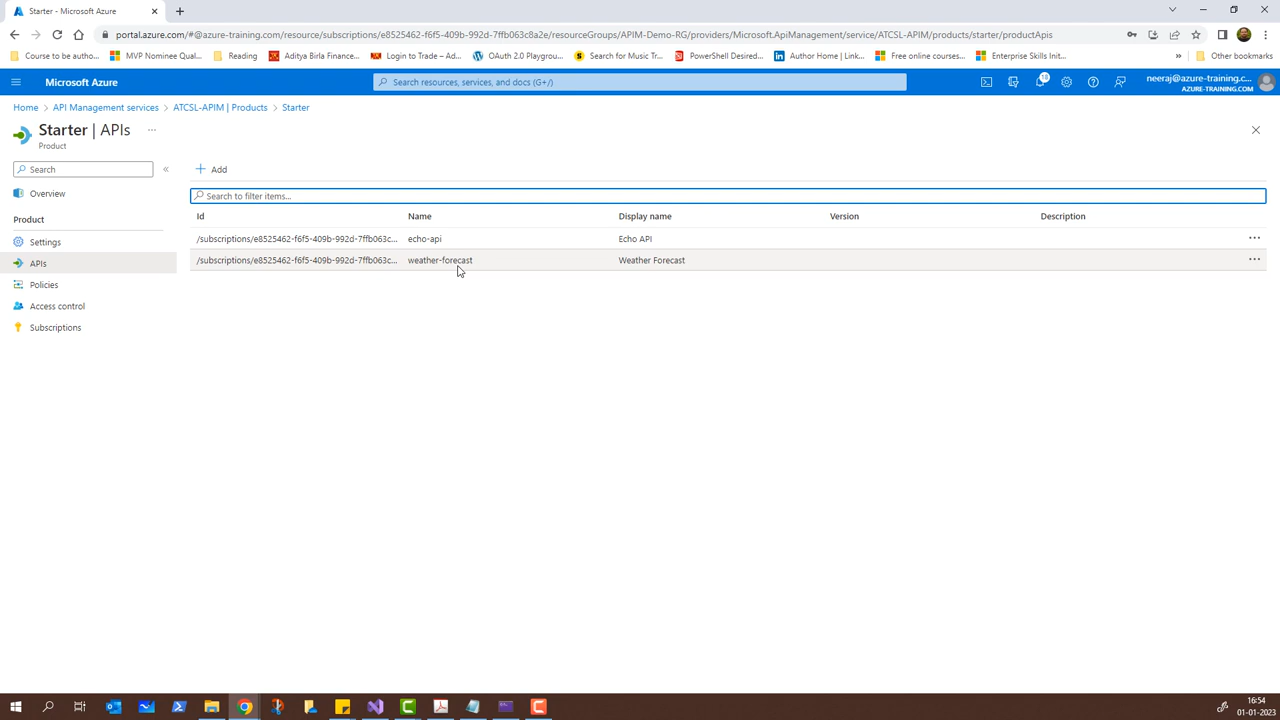 Starter - Microsoft Azure
portal.azure.com/#@azure-training.com/resource/subscriptions/e8525462-f6f5-409b-992d-7ffb063c8a2e/resourceGroups/APIM-Demo-RG/providers/Microsoft.ApiManagement/service/ATCSL-APIM/products/starter/productApis
Course to be autho... MVP Nominee Qual... Reading Aditya Birla Finance... Login to Trade – Ad... OAuth 2.0 Playgrou... Search for Music Tr... PowerShell Desired... Author Home | Link... Free online courses... Enterprise Skills Init... » Other bookmarks
Microsoft Azure
Search resources, services, and docs (G+/)
10
neeraj@azure-training.c...
AZURE-TRAINING.COM
Home > API Management services > ATCSL-APIM | Products > Starter
Starter | APIs ...
Product
Search «
Overview
Product
Settings
APIs
Policies
Access control
Subscriptions
+ Add
Search to filter items...
Id Name Display name Version Description
/subscriptions/e8525462-f6f5-409b-992d-7ffb063c... echo-api Echo API ...
/subscriptions/e8525462-f6f5-409b-992d-7ffb063c... weather-forecast Weather Forecast ...
16:54
01-01-2023